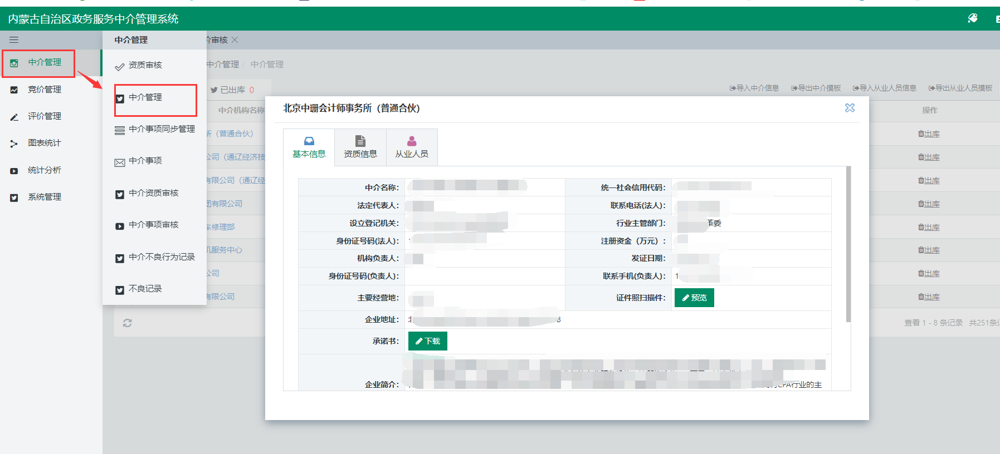 内蒙古自治区政务服务中介管理系统
中介管理
价审核
中介管理
竞价管理
评价管理
图表统计
统计分析
系统管理
资质审核
中介管理
中介事项同步管理
中介事项
中介资质审核
中介事项审核
中介不良行为记录
不良记录
中介管理 / 中介管理
已出库 0
导入中介信息 导出中介摸板 导入从业人员信息 导出从业人员摸板
中介机构名称
操作
所（普通合伙） 出库
公司（通辽经济技 出库
有限公司（通辽经 出库
团有限公司 出库
车修理部 出库
机服务中心 出库
公司 出库
有限公司 出库
查看 1 - 8 条记录 共251条
北京中珊会计师事务所（普通合伙）
基本信息 资质信息 从业人员
中介名称： 统一社会信用代码：
法定代表人： 联系电话(法人)：
设立登记机关： 行业主管部门： 革委
身份证号码(法人)： 注册资金（万元）：
机构负责人： 发证日期：
身份证号码(负责人)： 联系手机(负责人)： 1
主要经营地： 证件照扫描件： 预览
企业地址：
承诺书： 下载
企业简介： CPA行业的主